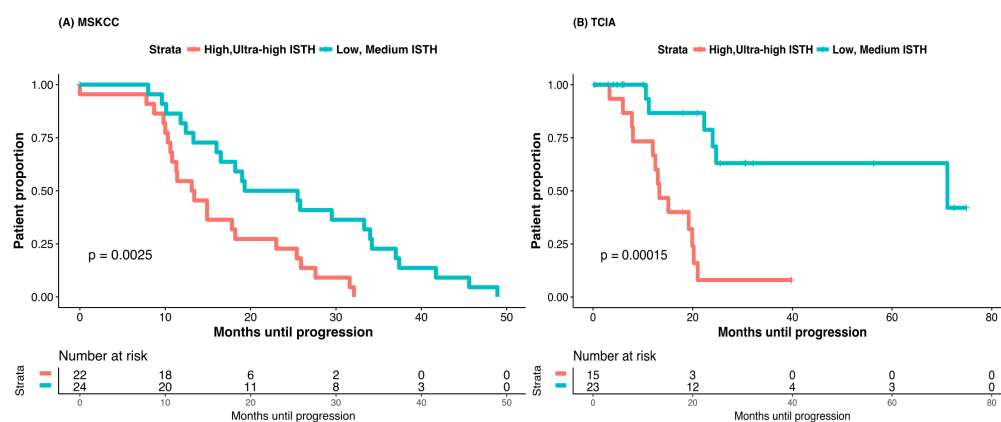 (A) MSKCC
Strata High,Ultra-high ISTH Low, Medium ISTH
1.00
0.75
0.50
0.25
0.00
Patient proportion
p = 0.0025
0 10 20 30 40 50
Months until progression
Number at risk
Strata
22 18 6 2 0 0
24 20 11 8 3 0
0 10 20 30 40 50
Months until progression
(B) TCIA
Strata High,Ultra-high ISTH Low, Medium ISTH
1.00
0.75
0.50
0.25
0.00
Patient proportion
p = 0.00015
0 20 40 60 80
Months until progression
Number at risk
Strata
15 3 0 0 0
23 12 4 3 0
0 20 40 60 80
Months until progression